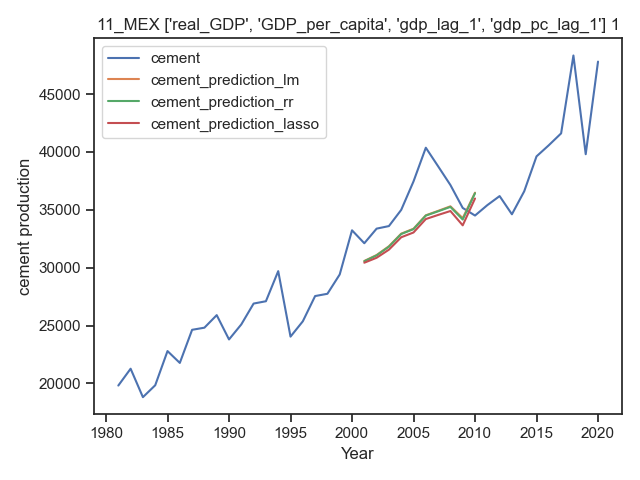 11_MEX ['real_GDP', 'GDP_per_capita', 'gdp_lag_1', 'gdp_pc_lag_1'] 1
cement
cement_prediction_lm
cement_prediction_rr
cement_prediction_lasso
cement production
45000
40000
35000
30000
25000
20000
1980 1985 1990 1995 2000 2005 2010 2015 2020
Year